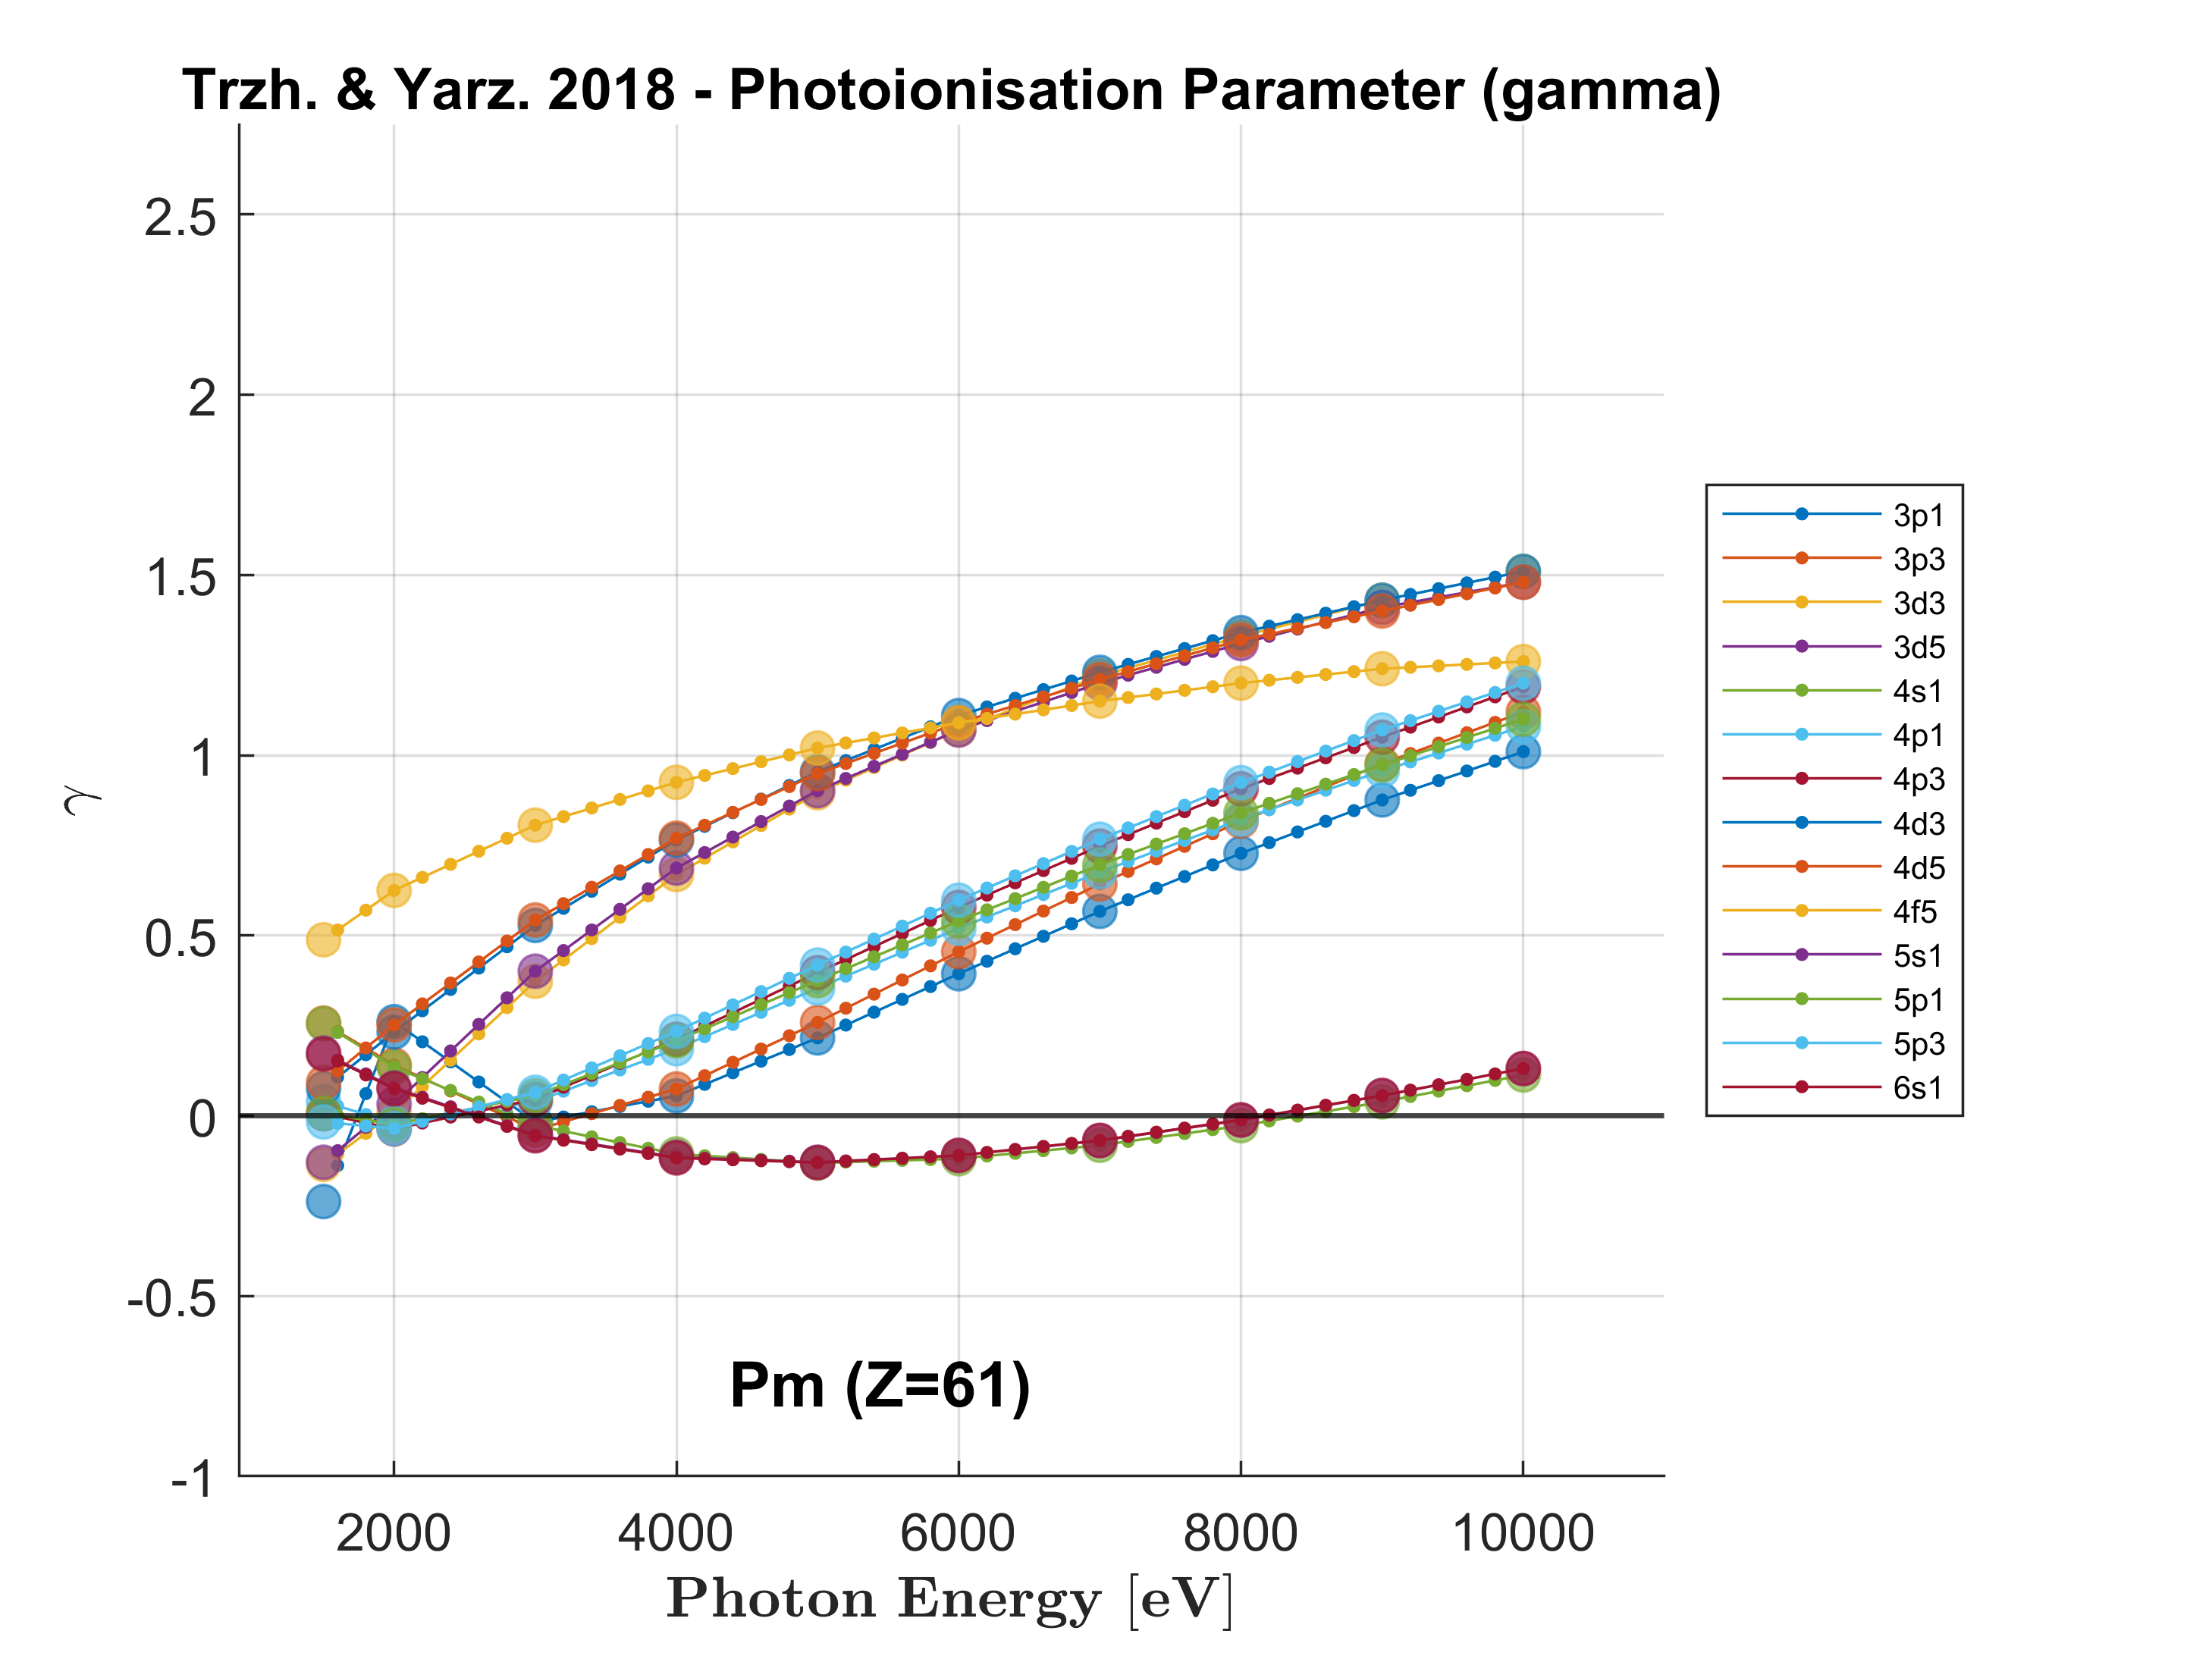 Trzh. & Yarz. 2018 - Photoionisation Parameter (gamma)
2.5
2
1.5
1
0.5
0
-0.5
-1
γ
2000 4000 6000 8000 10000
Photon Energy [eV]
Pm (Z=61)
3p1
3p3
3d3
3d5
4s1
4p1
4p3
4d3
4d5
4f5
5s1
5p1
5p3
6s1